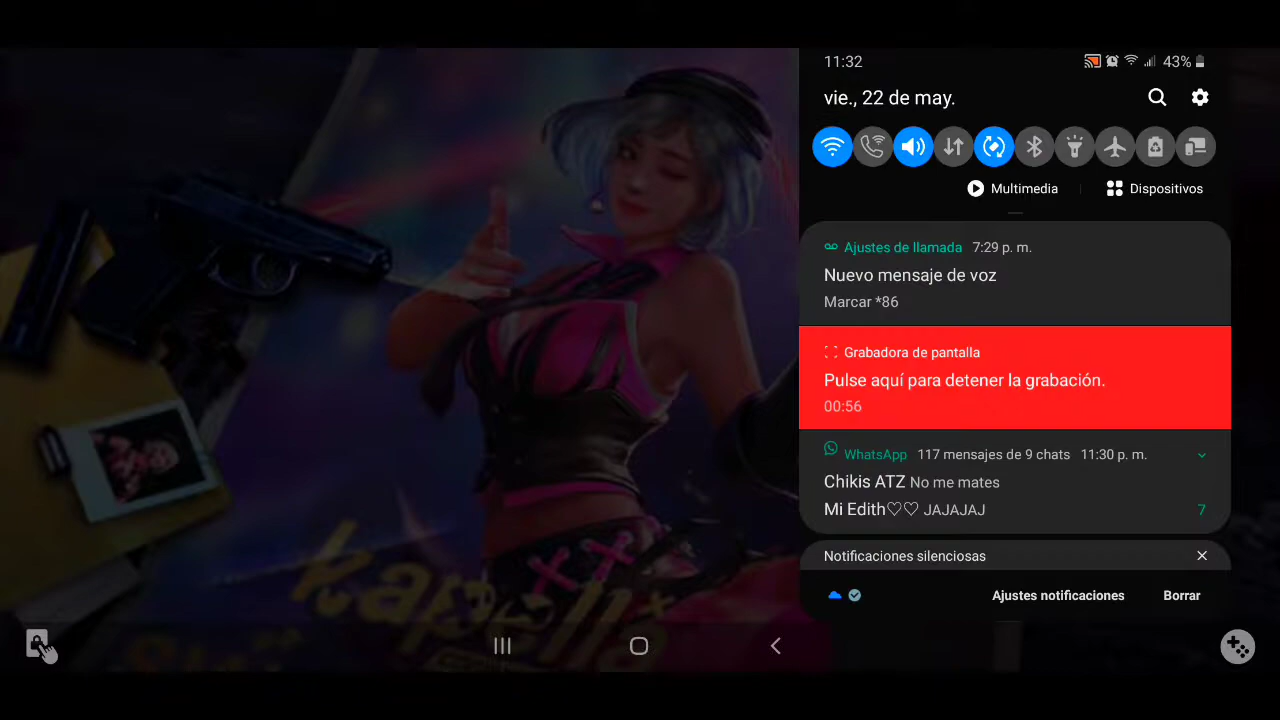 11:32
43%
vie., 22 de may.
Multimedia
Dispositivos
Ajustes de llamada 7:29 p. m.
Nuevo mensaje de voz
Marcar *86
Grabadora de pantalla
Pulse aquí para detener la grabación.
00:56
WhatsApp 117 mensajes de 9 chats 11:30 p. m.
Chikis ATZ No me mates
Mi Edith♡♡ JAJAJAJ 7
Notificaciones silenciosas
Ajustes notificaciones
Borrar
Kapella